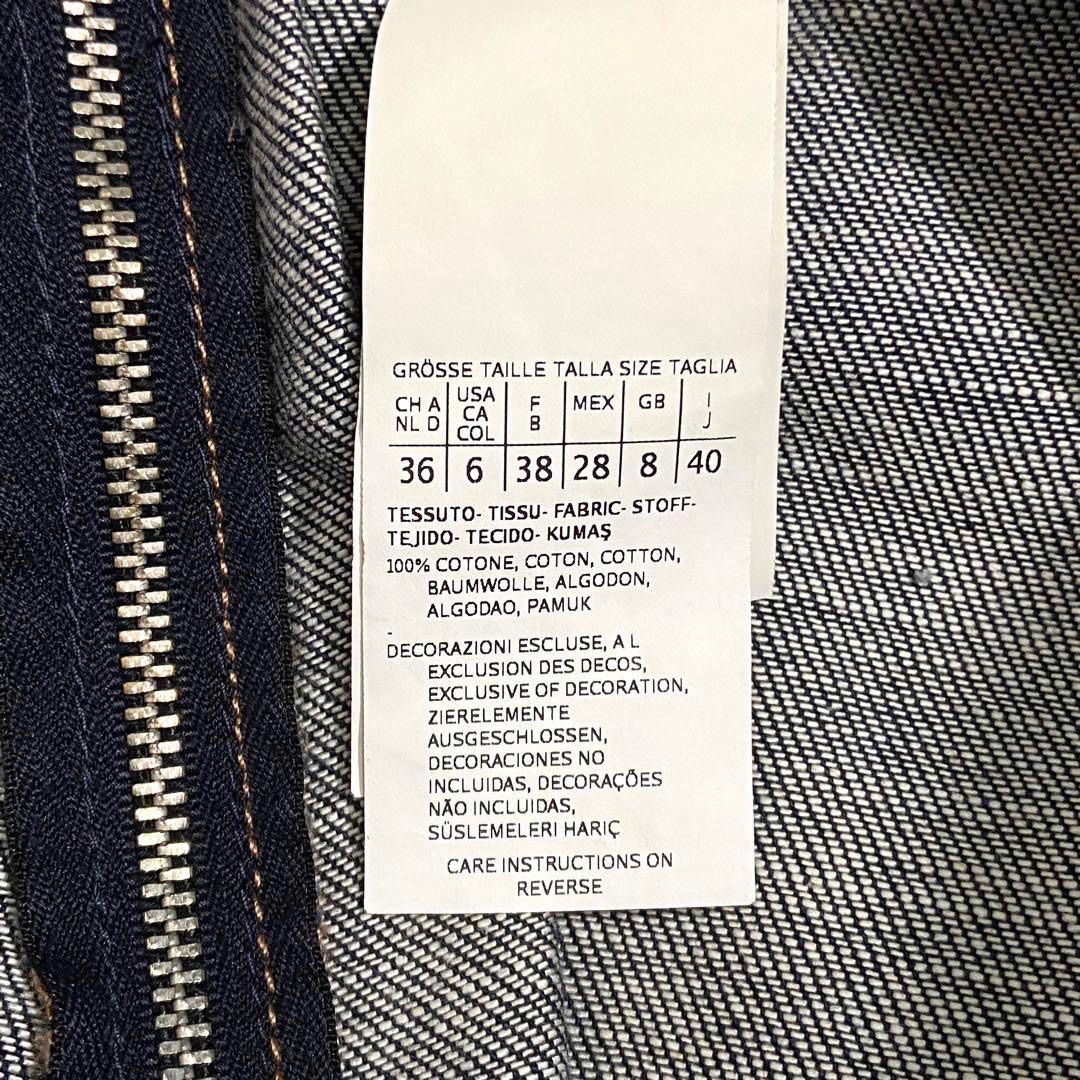 GRÖSSE TAILLE TALLA SIZE TAGLIA
CH A NL D | USA CA COL | F B | MEX | GB | I J
36 | 6 | 38 | 28 | 8 | 40
TESSUTO- TISSU- FABRIC- STOFF-
TEJIDO- TECIDO- KUMAŞ
100% COTONE, COTON, COTTON,
BAUMWOLLE, ALGODON,
ALGODAO, PAMUK
-
DECORAZIONI ESCLUSE, A L
EXCLUSION DES DECOS,
EXCLUSIVE OF DECORATION,
ZIERELEMENTE
AUSGESCHLOSSEN,
DECORACIONES NO
INCLUIDAS, DECORAÇÕES
NÃO INCLUIDAS,
SÜSLEMELERI HARIÇ
CARE INSTRUCTIONS ON
REVERSE